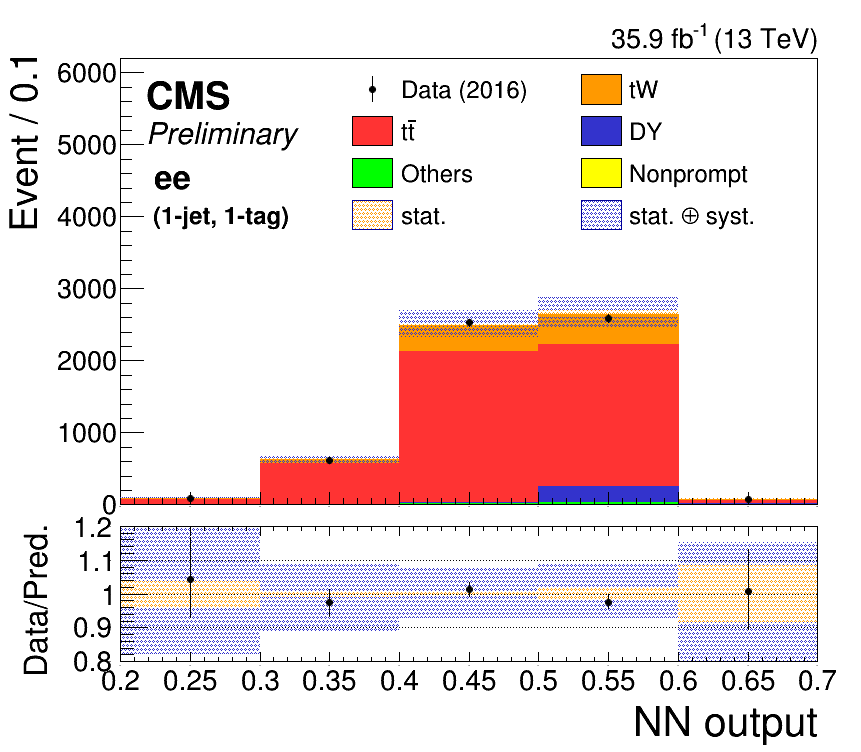 35.9 fb⁻¹ (13 TeV)
Event / 0.1
6000
5000
4000
3000
2000
1000
0
CMS
Preliminary
ee
(1-jet, 1-tag)
Data (2016)
tW
tt̄
DY
Others
Nonprompt
stat.
stat. ⊕ syst.
Data/Pred.
1.2
1.1
1
0.9
0.8
0.2 0.25 0.3 0.35 0.4 0.45 0.5 0.55 0.6 0.65 0.7
NN output